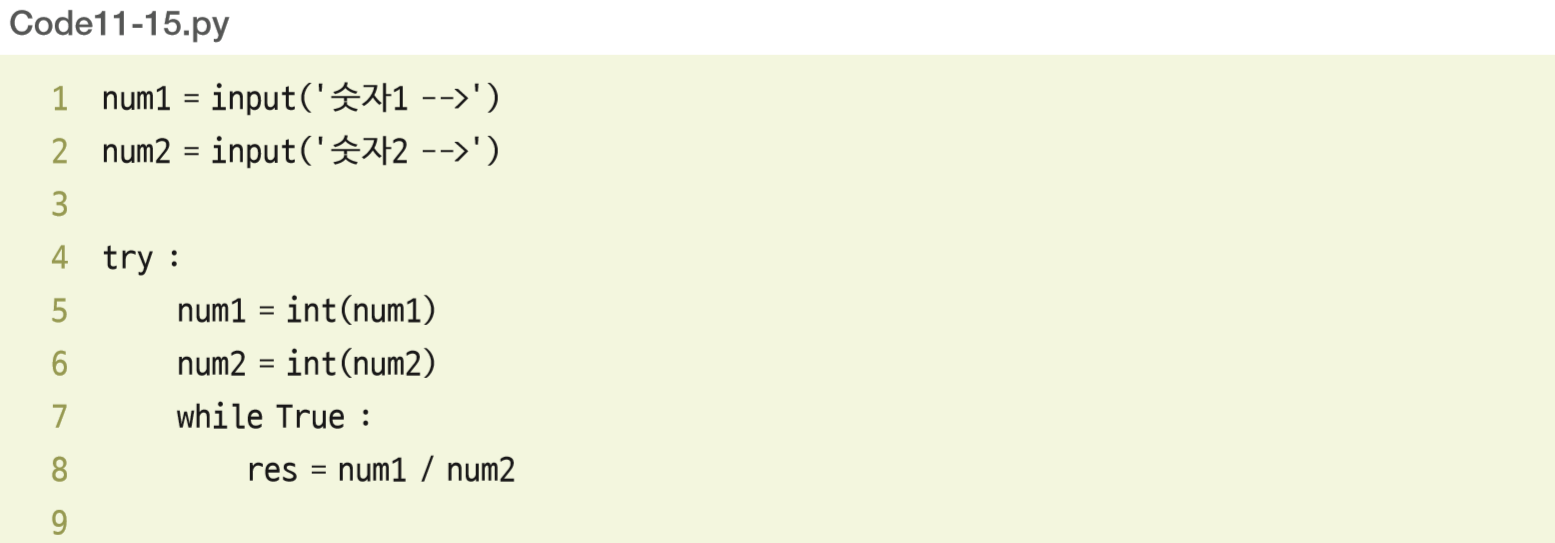 Code11-15.py
1 num1 = input('숫자1 -->')
2 num2 = input('숫자2 -->')
3
4 try :
5     num1 = int(num1)
6     num2 = int(num2)
7     while True :
8         res = num1 / num2
9